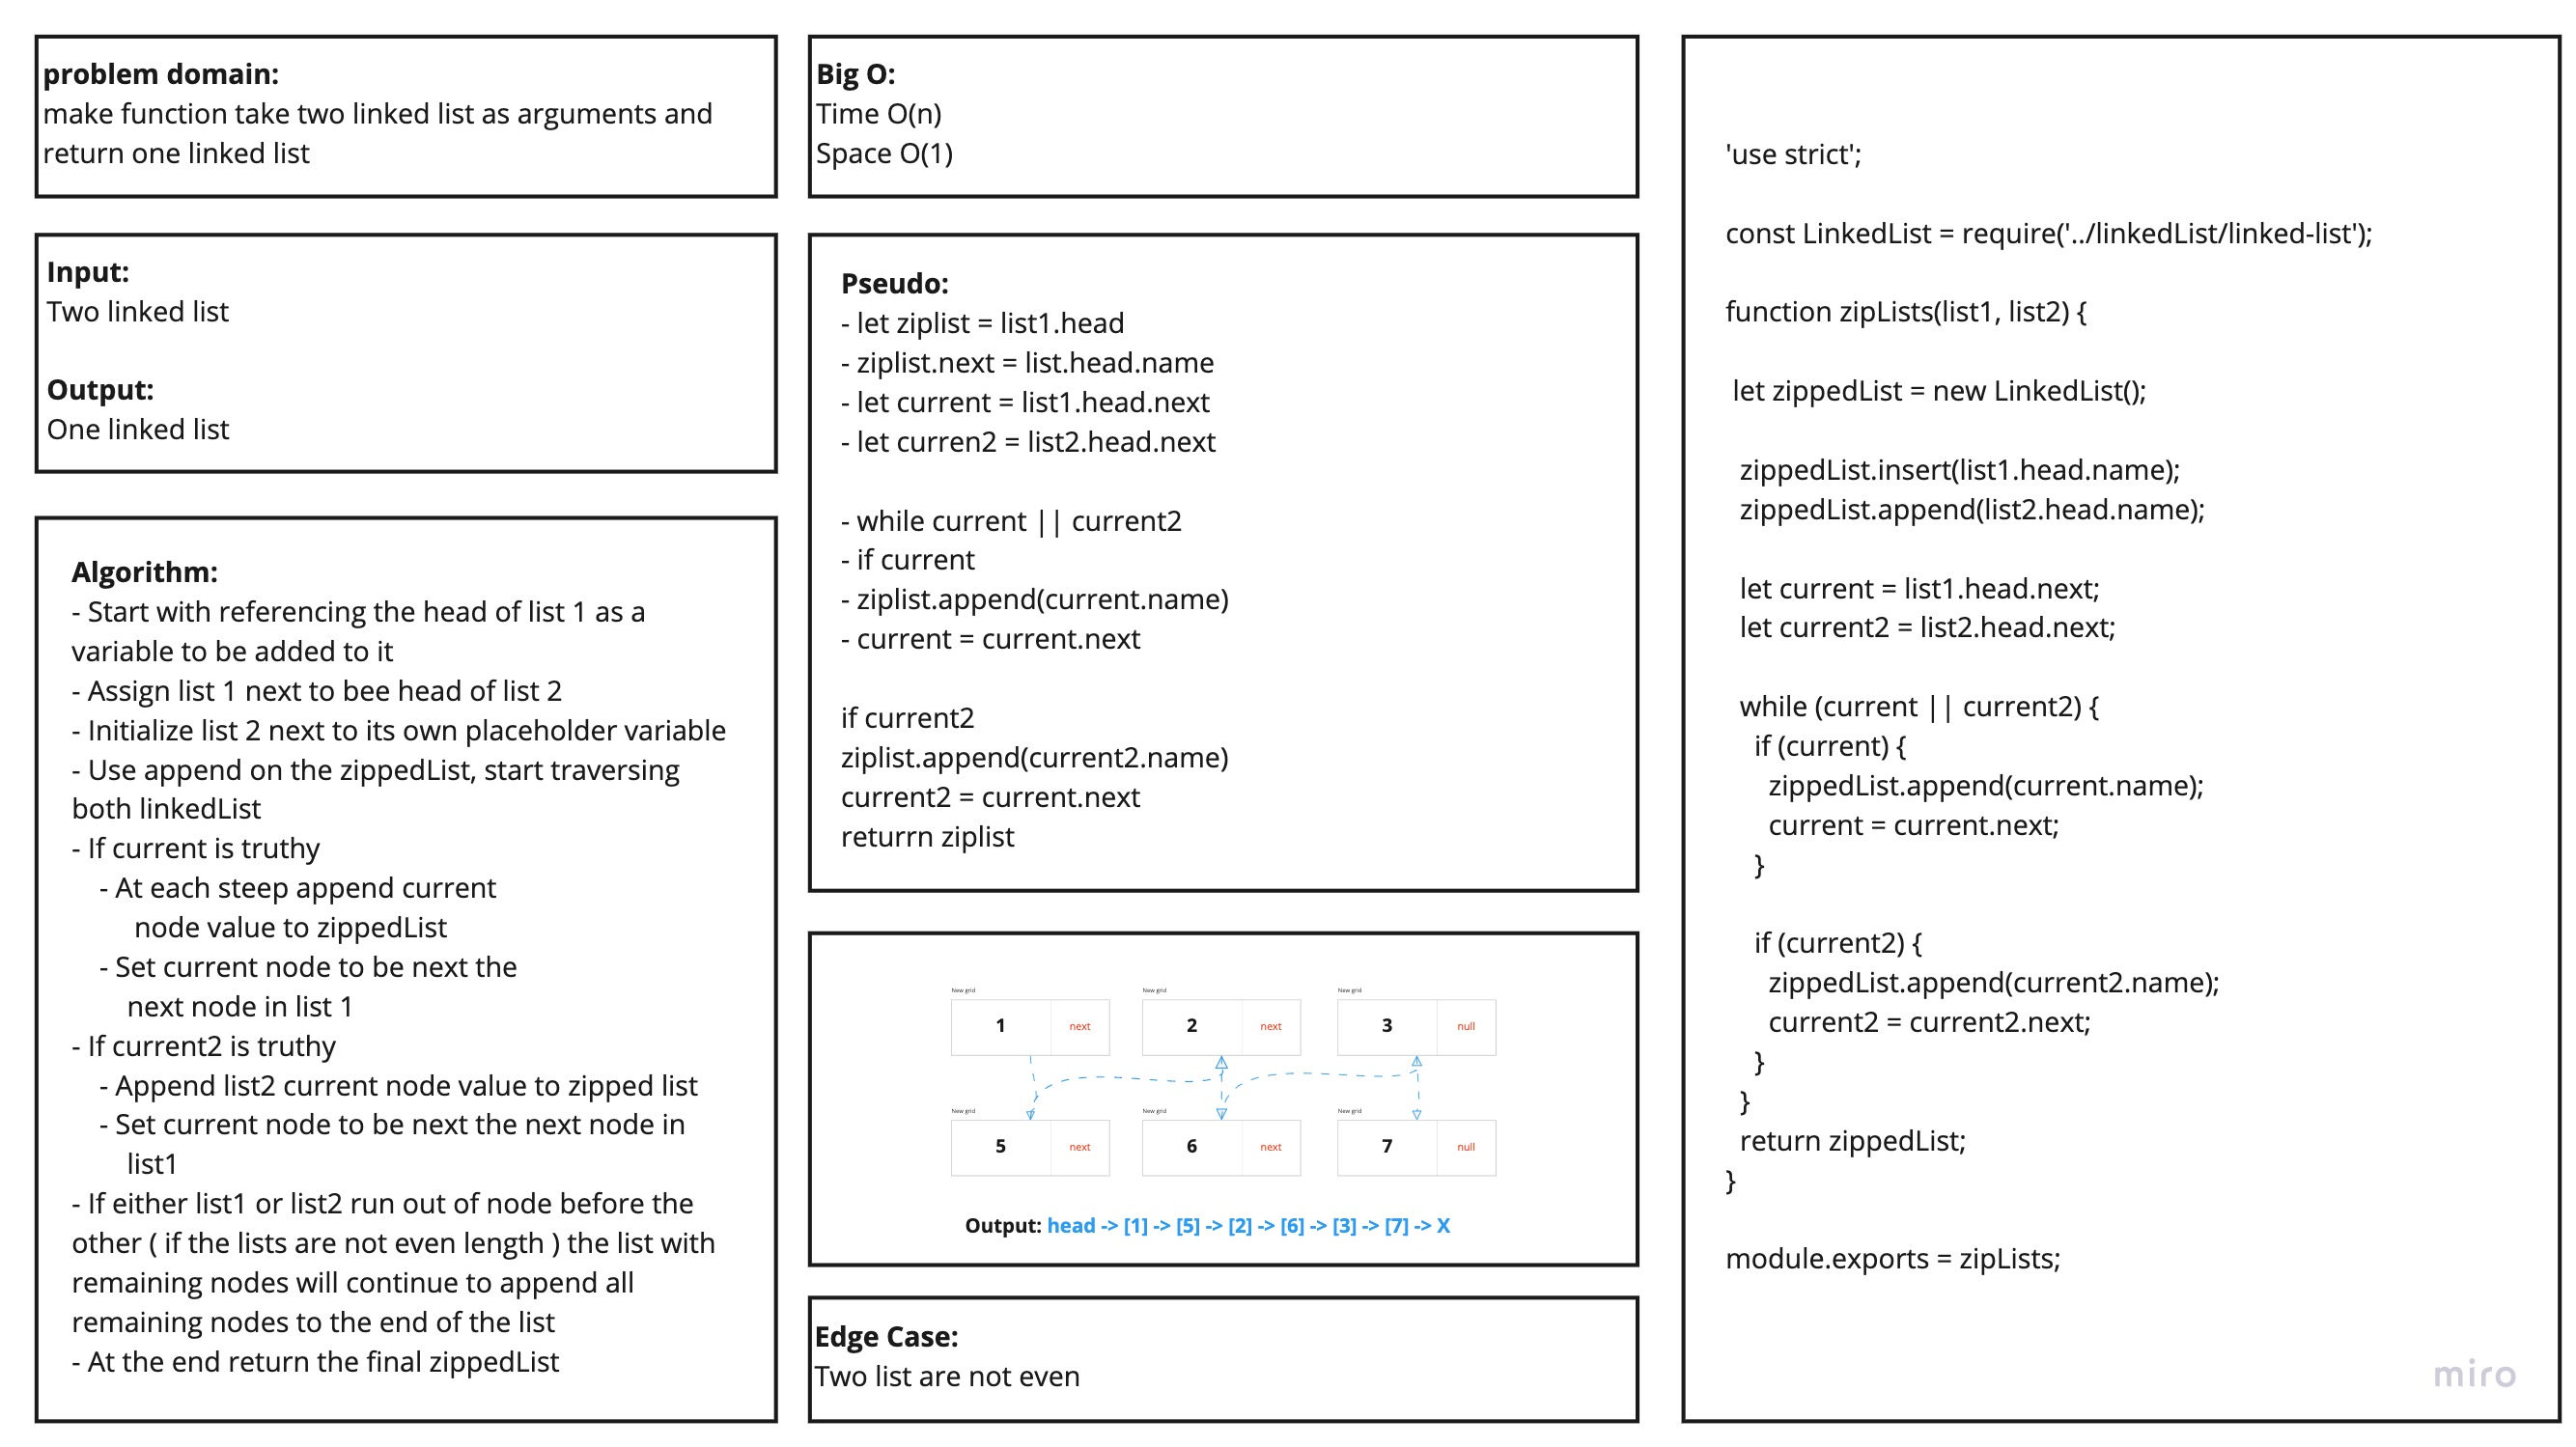 problem domain:
make function take two linked list as arguments and
return one linked list
Input:
Two linked list
Output:
One linked list
Algorithm:
- Start with referencing the head of list 1 as a
variable to be added to it
- Assign list 1 next to bee head of list 2
- Initialize list 2 next to its own placeholder variable
- Use append on the zippedList, start traversing
both linkedList
- If current is truthy
- At each steep append current
node value to zippedList
- Set current node to be next the
next node in list 1
- If current2 is truthy
- Append list2 current node value to zipped list
- Set current node to be next the next node in
list1
- If either list1 or list2 run out of node before the
other ( if the lists are not even length ) the list with
remaining nodes will continue to append all
remaining nodes to the end of the list
- At the end return the final zippedList
Big O:
Time O(n)
Space O(1)
Pseudo:
- let ziplist = list1.head
- ziplist.next = list.head.name
- let current = list1.head.next
- let curren2 = list2.head.next
- while current || current2
- if current
- ziplist.append(current.name)
- current = current.next
if current2
ziplist.append(current2.name)
current2 = current.next
returrn ziplist
New grid New grid New grid
1 next 2 next 3 null
New grid New grid New grid
5 next 6 next 7 null
Output: head -> [1] -> [5] -> [2] -> [6] -> [3] -> [7] -> X
Edge Case:
Two list are not even
'use strict';
const LinkedList = require('../linkedList/linked-list');
function zipLists(list1, list2) {
let zippedList = new LinkedList();
zippedList.insert(list1.head.name);
zippedList.append(list2.head.name);
let current = list1.head.next;
let current2 = list2.head.next;
while (current || current2) {
if (current) {
zippedList.append(current.name);
current = current.next;
}
if (current2) {
zippedList.append(current2.name);
current2 = current2.next;
}
}
return zippedList;
}
module.exports = zipLists;
miro